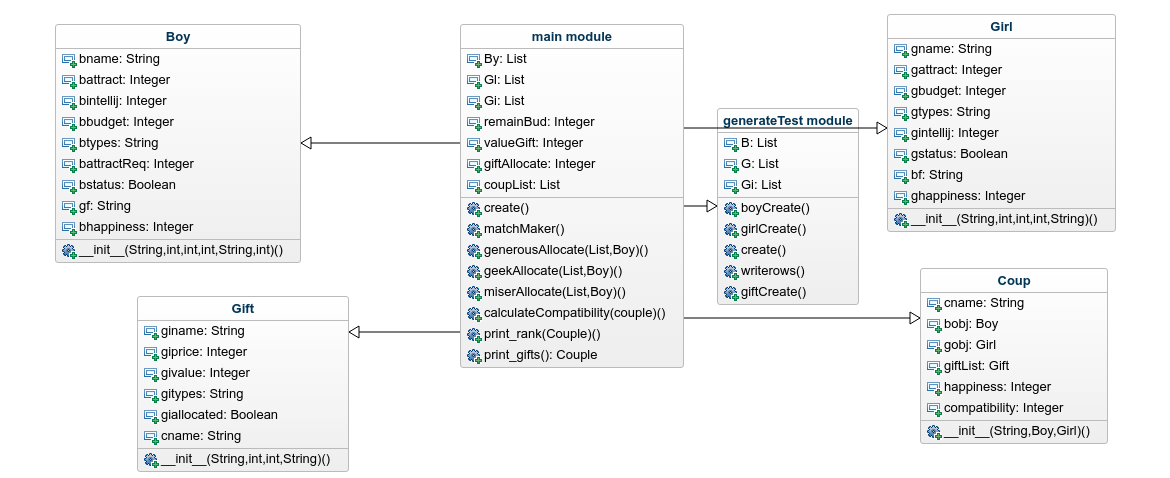 Boy
bname: String
battract: Integer
bintellij: Integer
bbudget: Integer
btypes: String
battractReq: Integer
bstatus: Boolean
gf: String
bhappiness: Integer
__init__(String,int,int,int,String,int)()
main module
By: List
Gl: List
Gi: List
remainBud: Integer
valueGift: Integer
giftAllocate: Integer
coupList: List
create()
matchMaker()
generousAllocate(List,Boy)()
geekAllocate(List,Boy)()
miserAllocate(List,Boy)()
calculateCompatibility(couple)()
print_rank(Couple)()
print_gifts(): Couple
generateTest module
B: List
G: List
Gi: List
boyCreate()
girlCreate()
create()
writerows()
giftCreate()
Girl
gname: String
gattract: Integer
gbudget: Integer
gtypes: String
gintellij: Integer
gstatus: Boolean
bf: String
ghappiness: Integer
__init__(String,int,int,int,String)()
Gift
giname: String
giprice: Integer
givalue: Integer
gitypes: String
giallocated: Boolean
cname: String
__init__(String,int,int,String)()
Coup
cname: String
bobj: Boy
gobj: Girl
giftList: Gift
happiness: Integer
compatibility: Integer
__init__(String,Boy,Girl)()